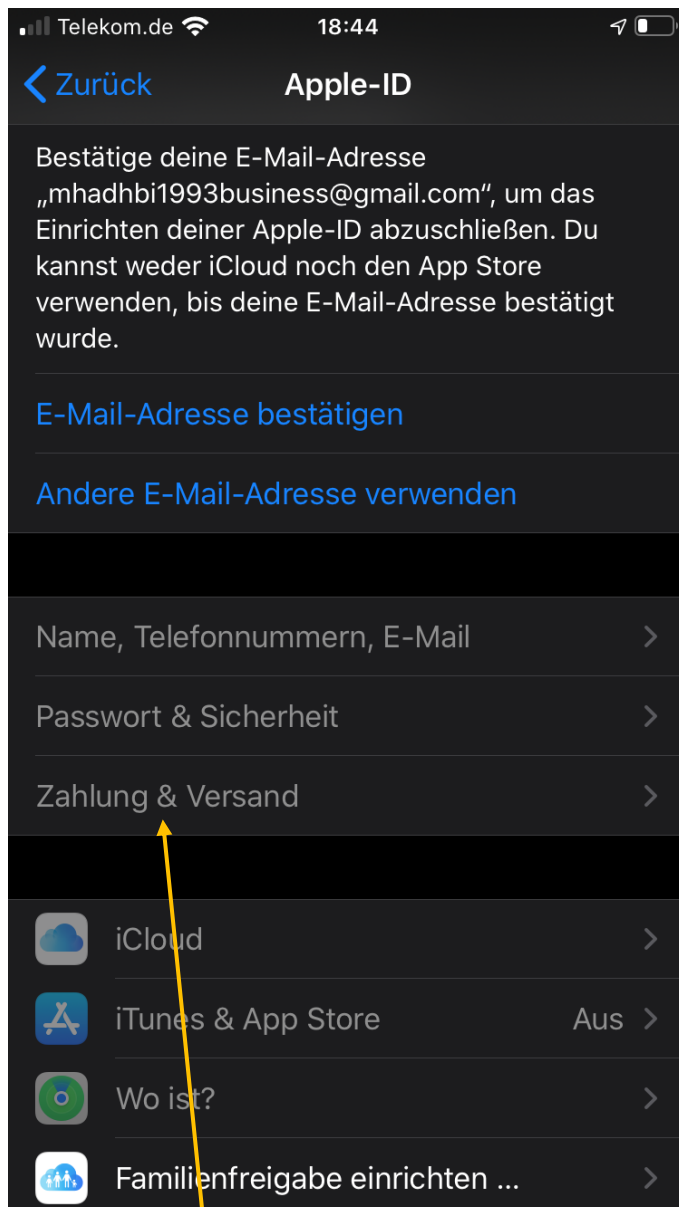 Telekom.de 18:44
Zurück Apple-ID
Bestätige deine E-Mail-Adresse
„mhadhbi1993business@gmail.com“, um das
Einrichten deiner Apple-ID abzuschließen. Du
kannst weder iCloud noch den App Store
verwenden, bis deine E-Mail-Adresse bestätigt
wurde.
E-Mail-Adresse bestätigen
Andere E-Mail-Adresse verwenden
Name, Telefonnummern, E-Mail
Passwort & Sicherheit
Zahlung & Versand
iCloud
iTunes & App Store Aus
Wo ist?
Familienfreigabe einrichten ...